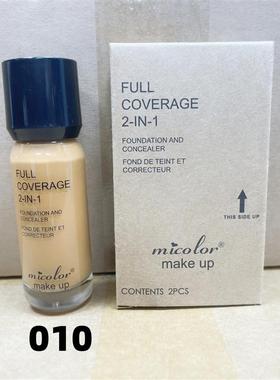 FULL
COVERAGE
2-IN-1
FOUNDATION AND
CONCEALER
FOND DE TEINT ET
CORRECTEUR
micolor®
make up
010
FULL
COVERAGE
2-IN-1
FOUNDATION AND
CONCEALER
FOND DE TEINT ET
CORRECTEUR
THIS SIDE UP
micolor®
make up
CONTENTS 2PCS